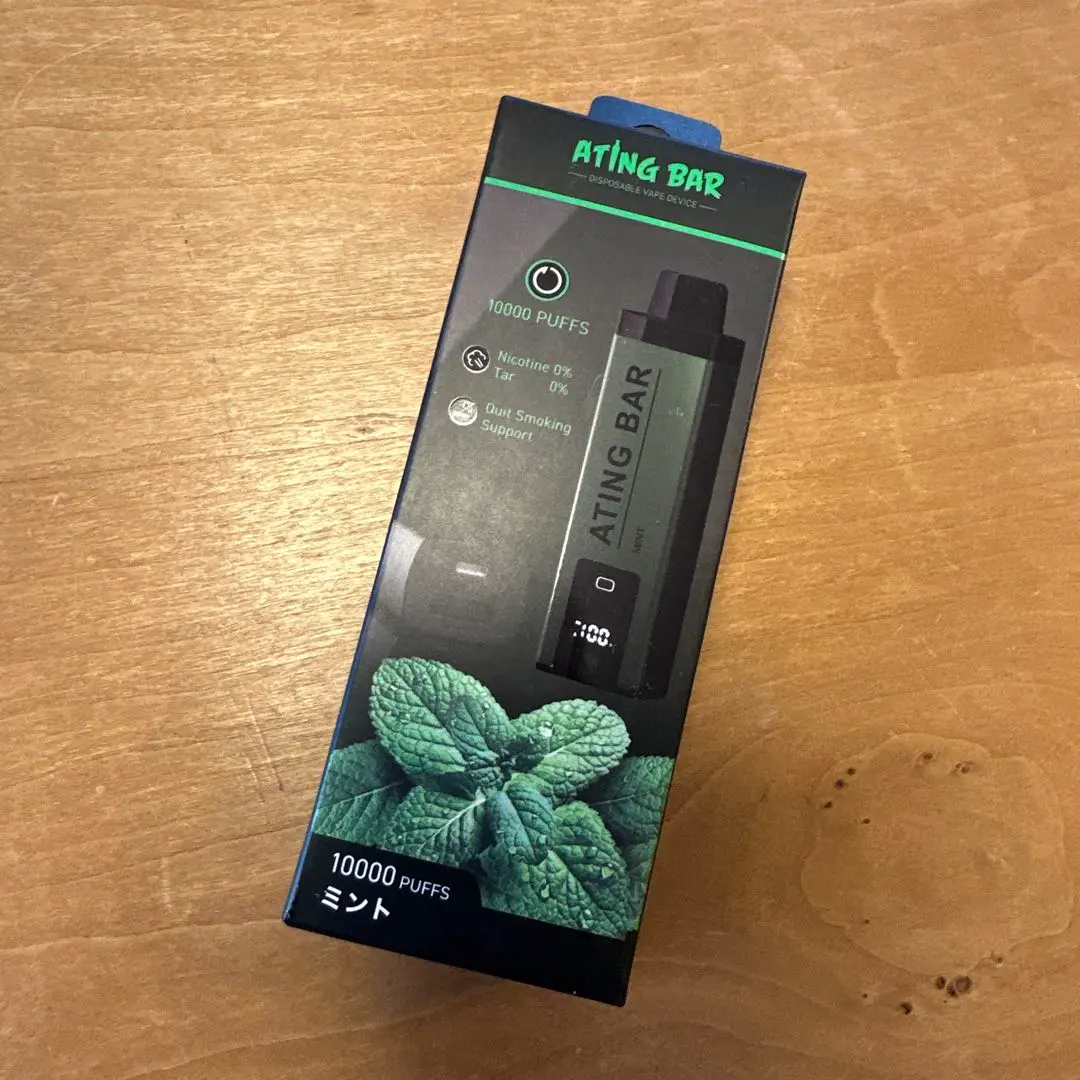 ATING BAR
DISPOSABLE VAPE DEVICE
10000 PUFFS
Nicotine 0%
Tar 0%
Quit Smoking
Support
ATING BAR
MINT
100
10000 PUFFS
ミント